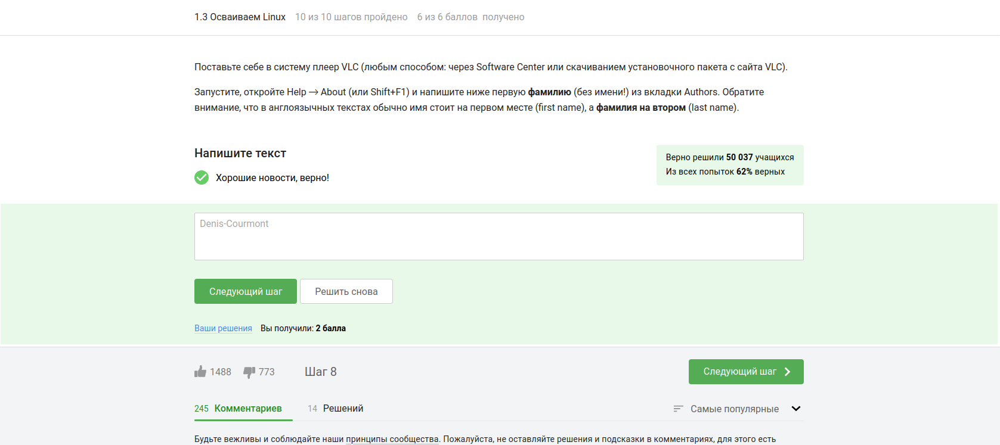 1.3 Осваиваем Linux 10 из 10 шагов пройдено 6 из 6 баллов получено
Поставьте себе в систему плеер VLC (любым способом: через Software Center или скачиванием установочного пакета с сайта VLC).
Запустите, откройте Help → About (или Shift+F1) и напишите ниже первую фамилию (без имени!) из вкладки Authors. Обратите
внимание, что в англоязычных текстах обычно имя стоит на первом месте (first name), а фамилия на втором (last name).
Напишите текст
Хорошие новости, верно!
Верно решили 50 037 учащихся
Из всех попыток 62% верных
Denis-Courmont
Следующий шаг Решить снова
Ваши решения Вы получили: 2 балла
1488 773 Шаг 8 Следующий шаг
245 Комментариев 14 Решений Самые популярные
Будьте вежливы и соблюдайте наши принципы сообщества. Пожалуйста, не оставляйте решения и подсказки в комментариях, для этого есть